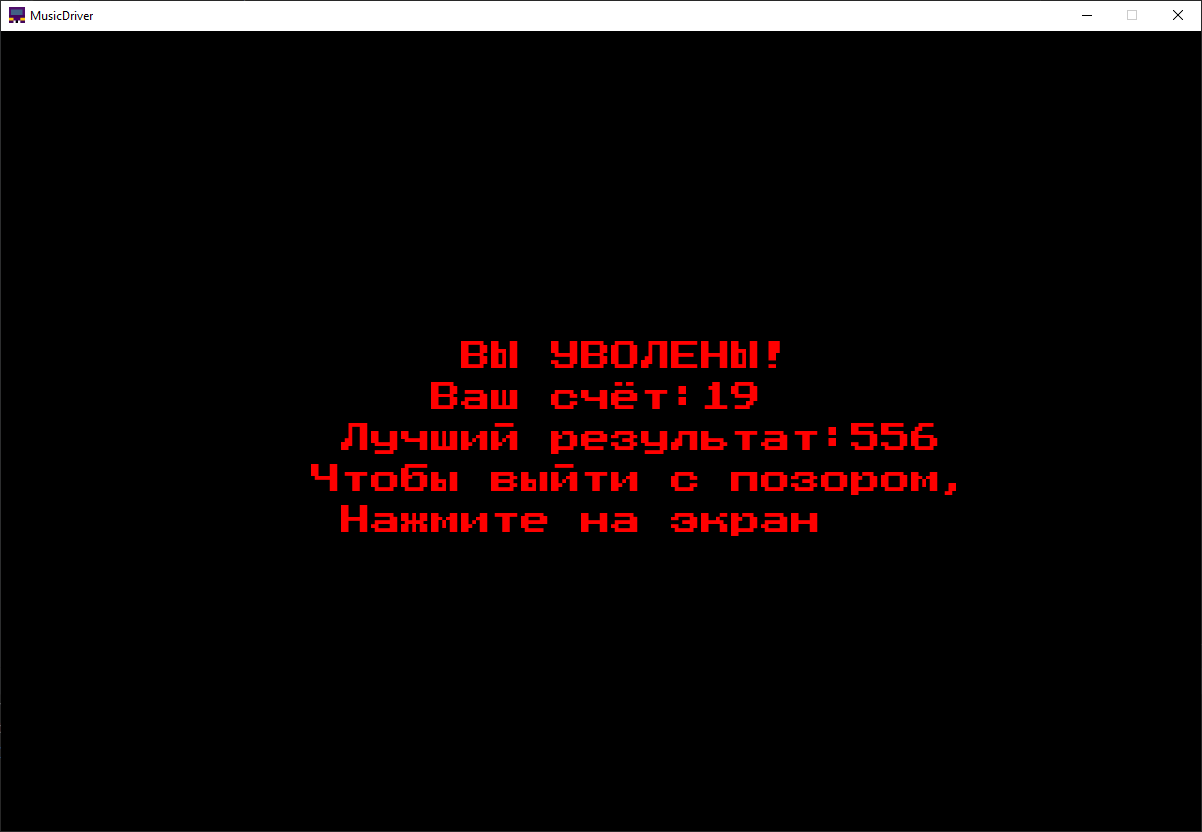 MusicDriver
ВЫ УВОЛЕНЫ!
Ваш счёт:19
Лучший результат:556
Чтобы выйти с позором,
Нажмите на экран